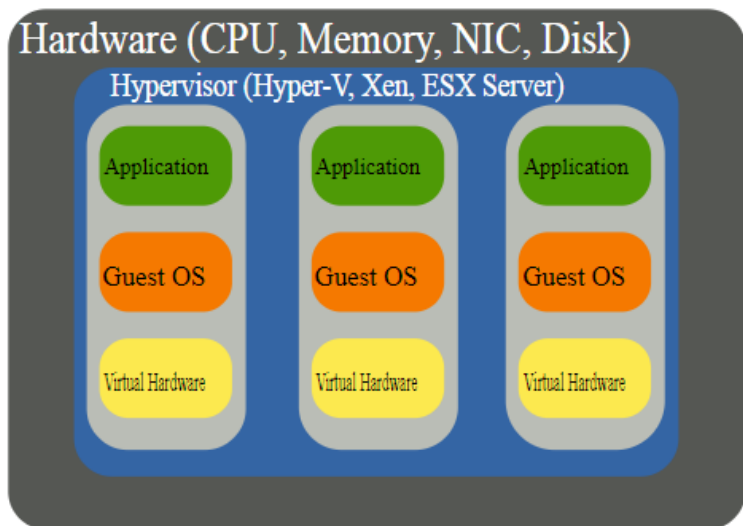 Hardware (CPU, Memory, NIC, Disk)
Hypervisor (Hyper-V, Xen, ESX Server)
Application
Application
Application
Guest OS
Guest OS
Guest OS
Virtual Hardware
Virtual Hardware
Virtual Hardware